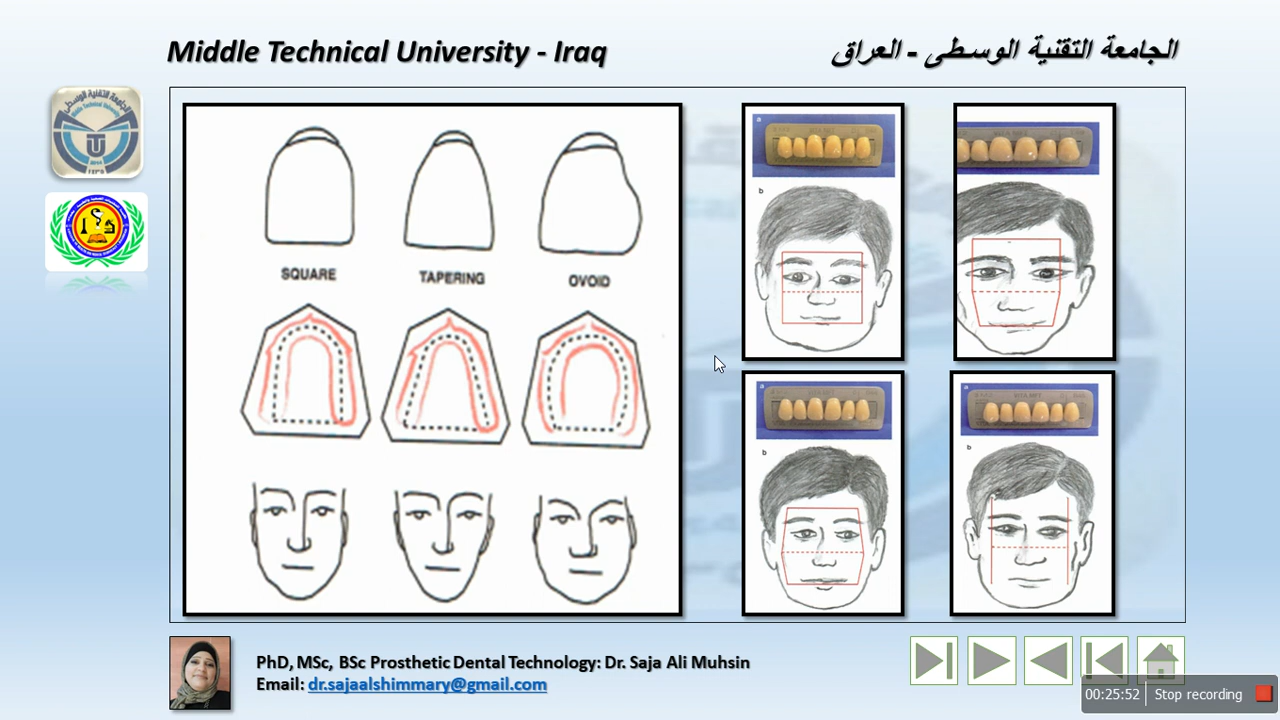 Middle Technical University - Iraq
الجامعة التقنية الوسطى - العراق
SQUARE
TAPERING
OVOID
a
b
a
b
a
b
PhD, MSc, BSc Prosthetic Dental Technology: Dr. Saja Ali Muhsin
Email: dr.sajaalshimmary@gmail.com
00:25:52
Stop recording